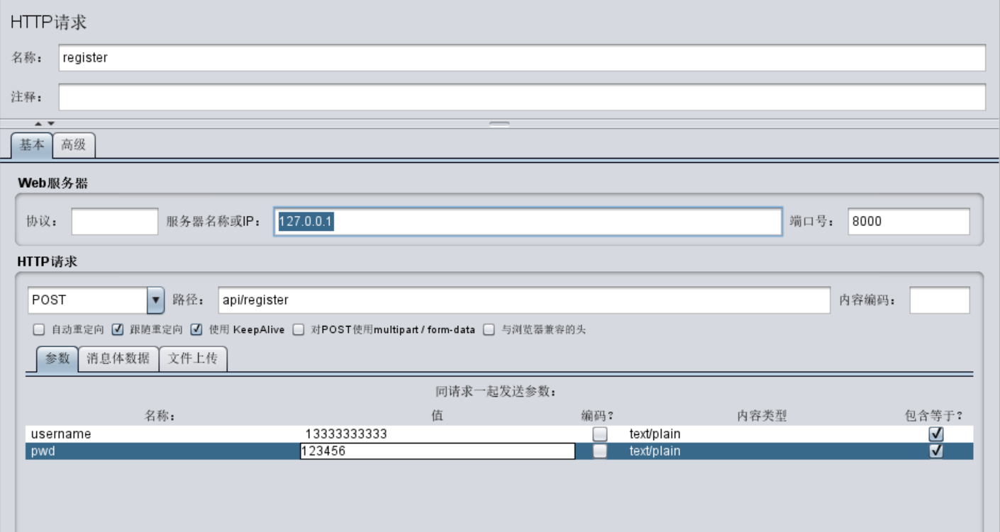 HTTP请求
名称： register
注释：
基本 高级
Web服务器
协议： 服务器名称或IP： 127.0.0.1 端口号： 8000
HTTP请求
POST 路径： api/register 内容编码：
自动重定向 跟随重定向 使用 KeepAlive 对POST使用multipart / form-data 与浏览器兼容的头
参数 消息体数据 文件上传
同请求一起发送参数：
名称： 值 编码？ 内容类型 包含等于？
username 13333333333 text/plain
pwd 123456 text/plain